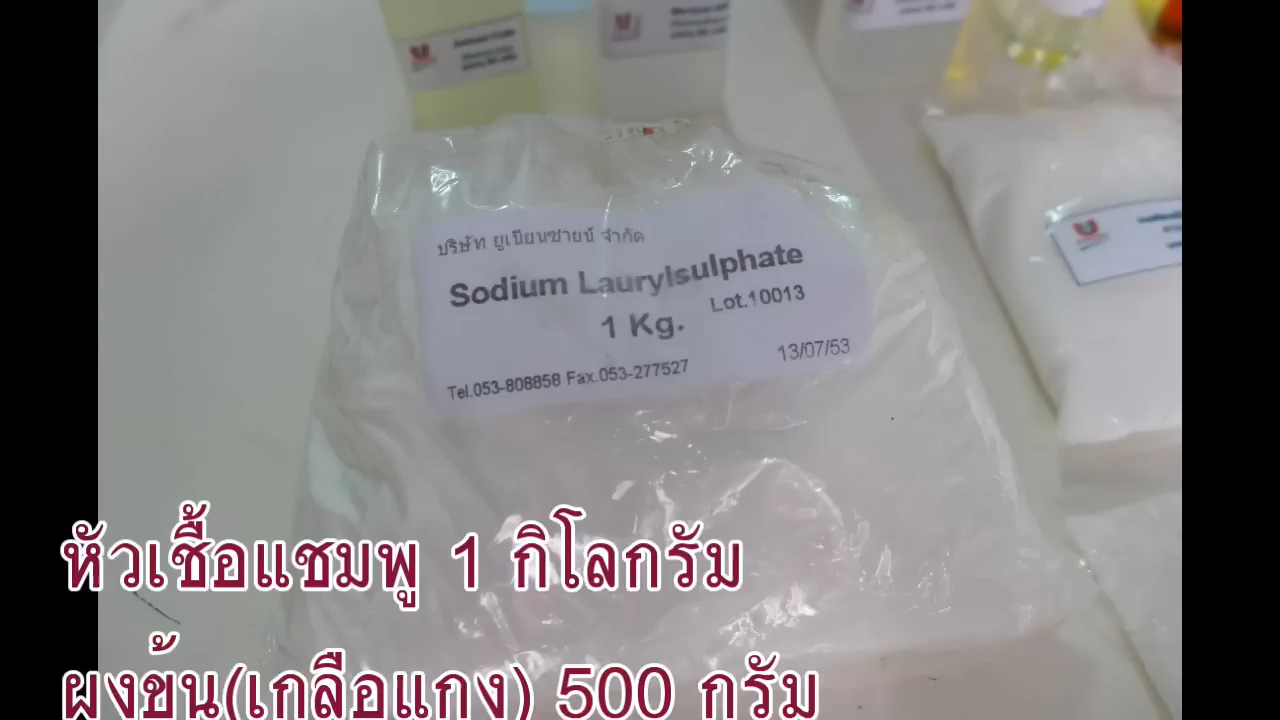 บริษัท ยูเนียนซายน์ จำกัด
Sodium Laurylsulphate
1 Kg. Lot.10013
13/07/53
Tel.053-808858 Fax.053-277527
หัวเชื้อแชมพู 1 กิโลกรัม
ผงข้น(เกลือแกง) 500 กรัม